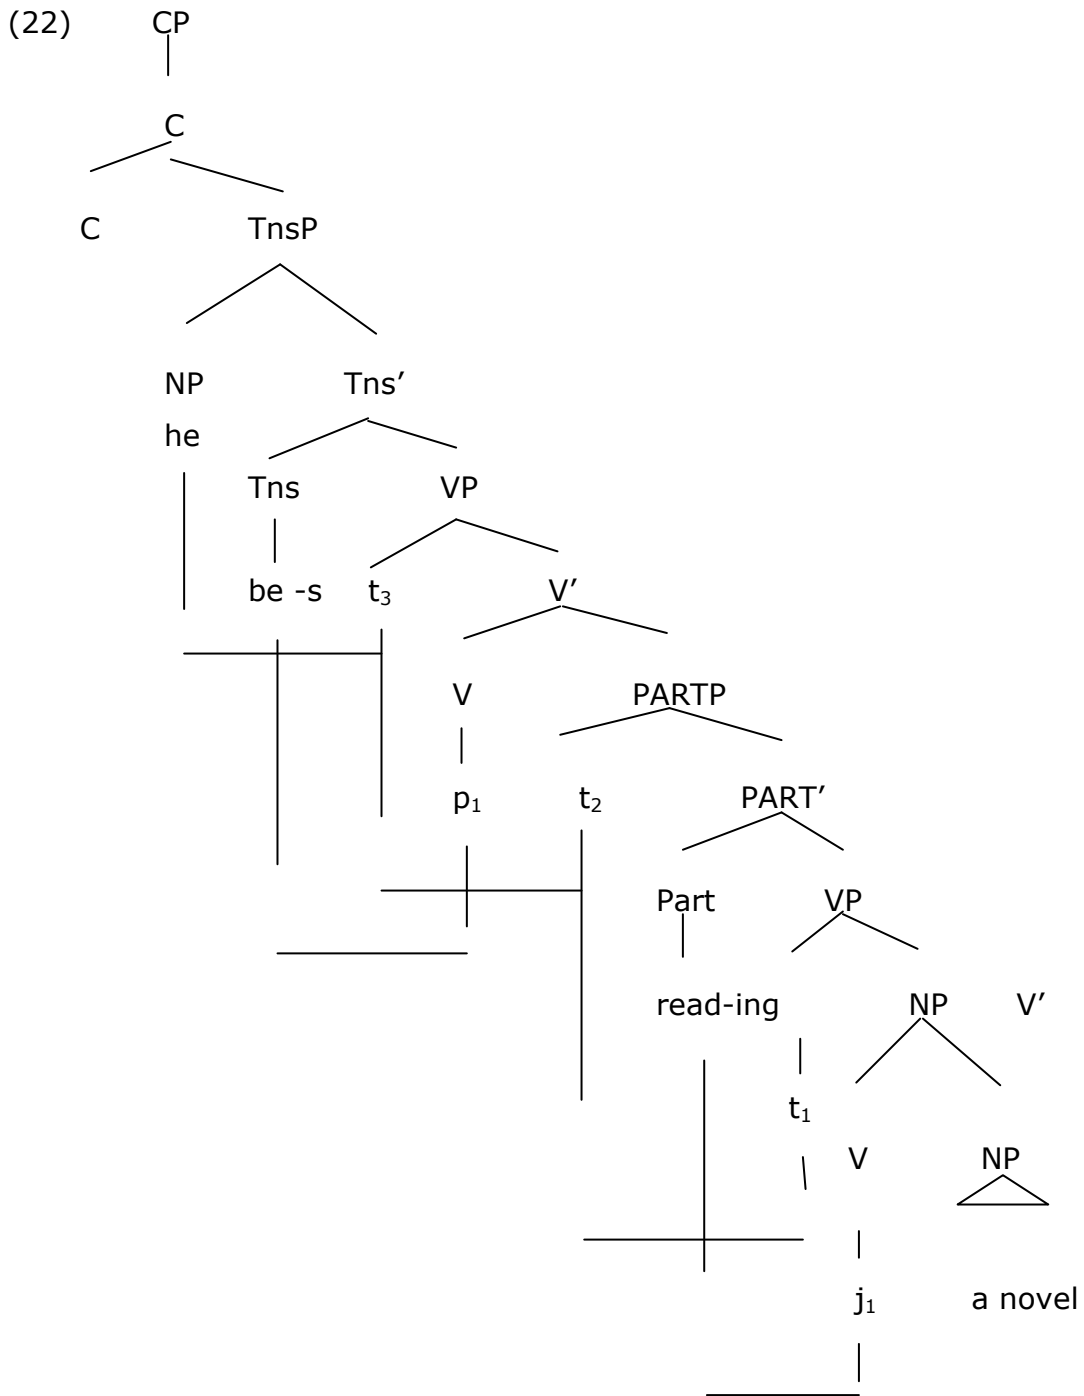 (22) CP
C
C TnsP
NP Tns′
he
Tns VP
be -s t₃ V′
V PARTP
p₁ t₂ PART′
Part VP
read-ing NP V′
t₁
V NP
j₁ a novel